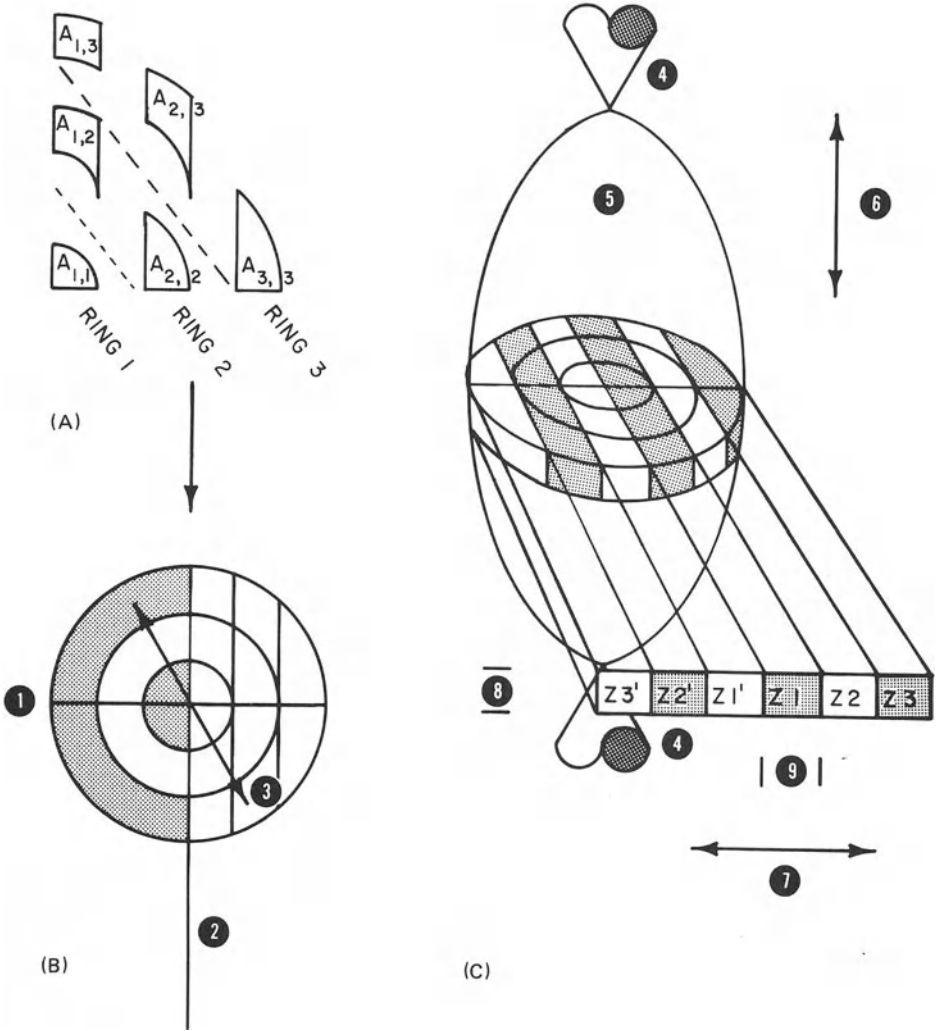 A1,3
A2,3
A1,2
A1,1
A2,2
A3,3
RING 1
RING 2
RING 3
(A)
1
3
2
(B)
4
5
6
8
Z3' Z2' Z1' Z1 Z2 Z3
4
9
7
(C)